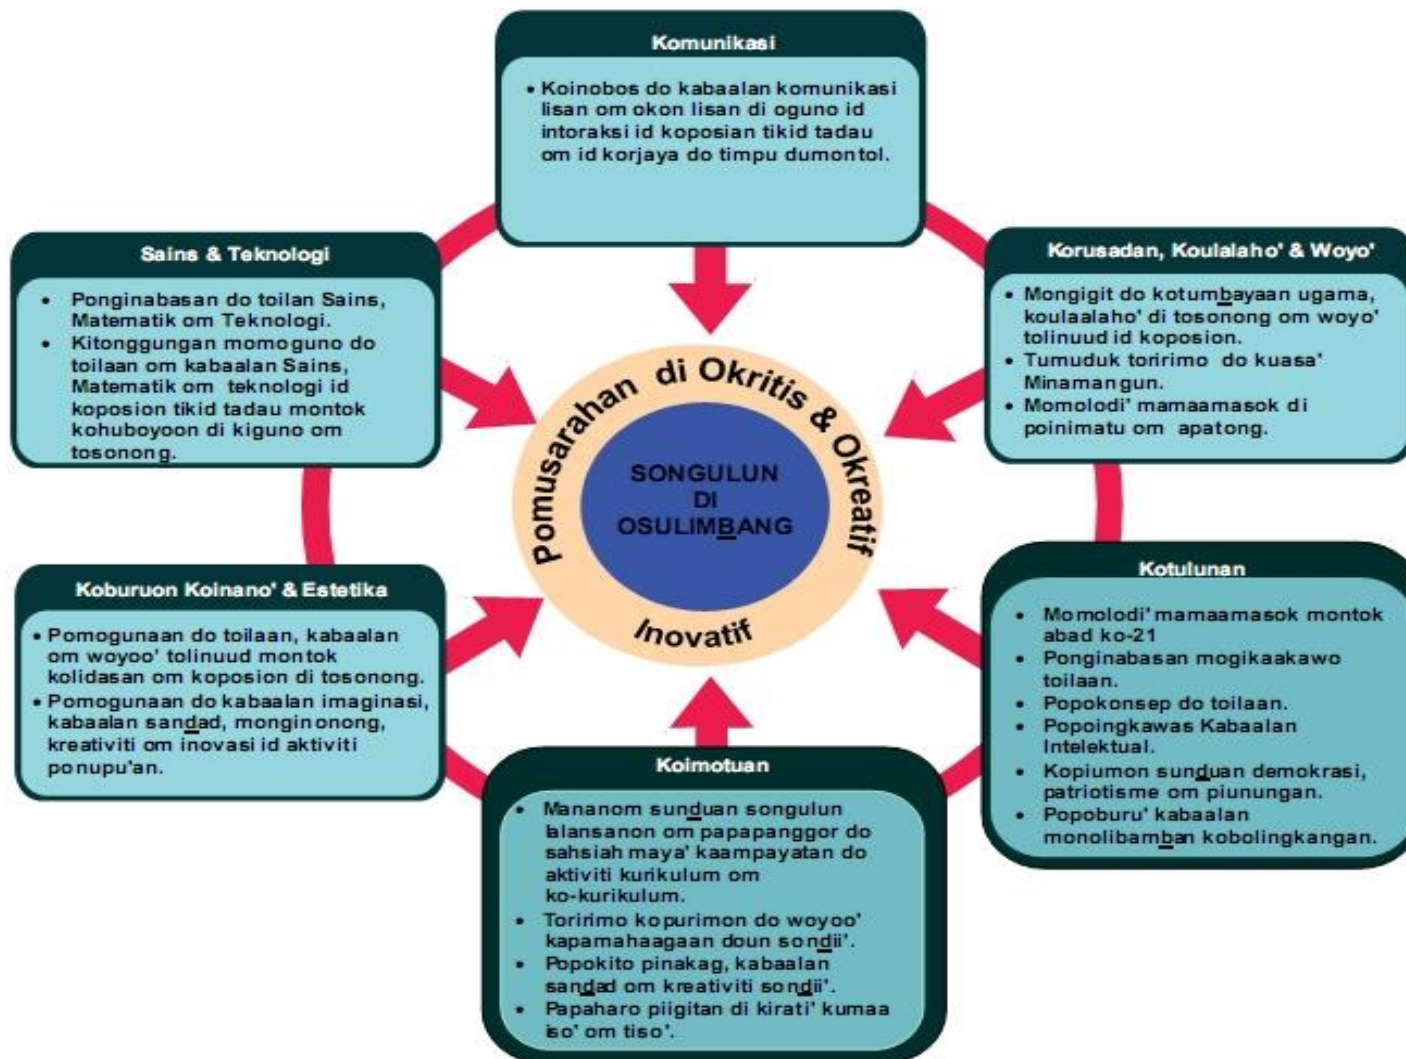 Komunikasi
• Koinobos do kabaalan komunikasi
lisan om okon lisan di oguno id
intoraksi id koposian tikid tadau
om id korjaya do timpu dumontol.
Sains & Teknologi
• Ponginabasan do toilan Sains,
Matematik om Teknologi.
• Kitonggungan momoguno do
toilaan om kabaalan Sains,
Matematik om teknologi id
koposion tikid tadau montok
kohuboyoon di kiguno om
tosonong.
Korusadan, Koulalaho' & Woyo'
• Mongigit do kotumbayaan ugama,
koulaalaho' di tosonong om woyo'
tolinuud id koposion.
• Tumuduk toririmo do kuasa'
Minamangun.
• Momolodi' mamaamasok di
poinimatu om apatong.
Pomusarahan di Okritis & Okreatif
Inovatif
SONGULUN
DI
OSULIMBANG
Koburuon Koinano' & Estetika
• Pomogunaan do toilaan, kabaalan
om woyoo' tolinuud montok
kolidasan om koposion di tosonong.
• Pomogunaan do kabaalan imaginasi,
kabaalan sandad, monginonong,
kreativiti om inovasi id aktiviti
ponupu'an.
Kotulunan
• Momolodi' mamaamasok montok
abad ko-21
• Ponginabasan mogikaakawo
toilaan.
• Popokonsep do toilaan.
• Popoingkawas Kabaalan
Intelektual.
• Kopiumon sunduan demokrasi,
patriotisme om piunungan.
• Popoburu' kabaalan
monolibamban kobolingkangan.
Koimotuan
• Mananom sunduan songulun
lalansanon om papapanggor do
sahsiah maya' kaampayatan do
aktiviti kurikulum om
ko-kurikulum.
• Toririmo kopurimon do woyoo'
kapamahaagaan doun sondii'.
• Popokito pinakag, kabaalan
sandad om kreativiti sondii'.
• Papaharo piigitan di kirati' kumaa
iso' om tiso'.